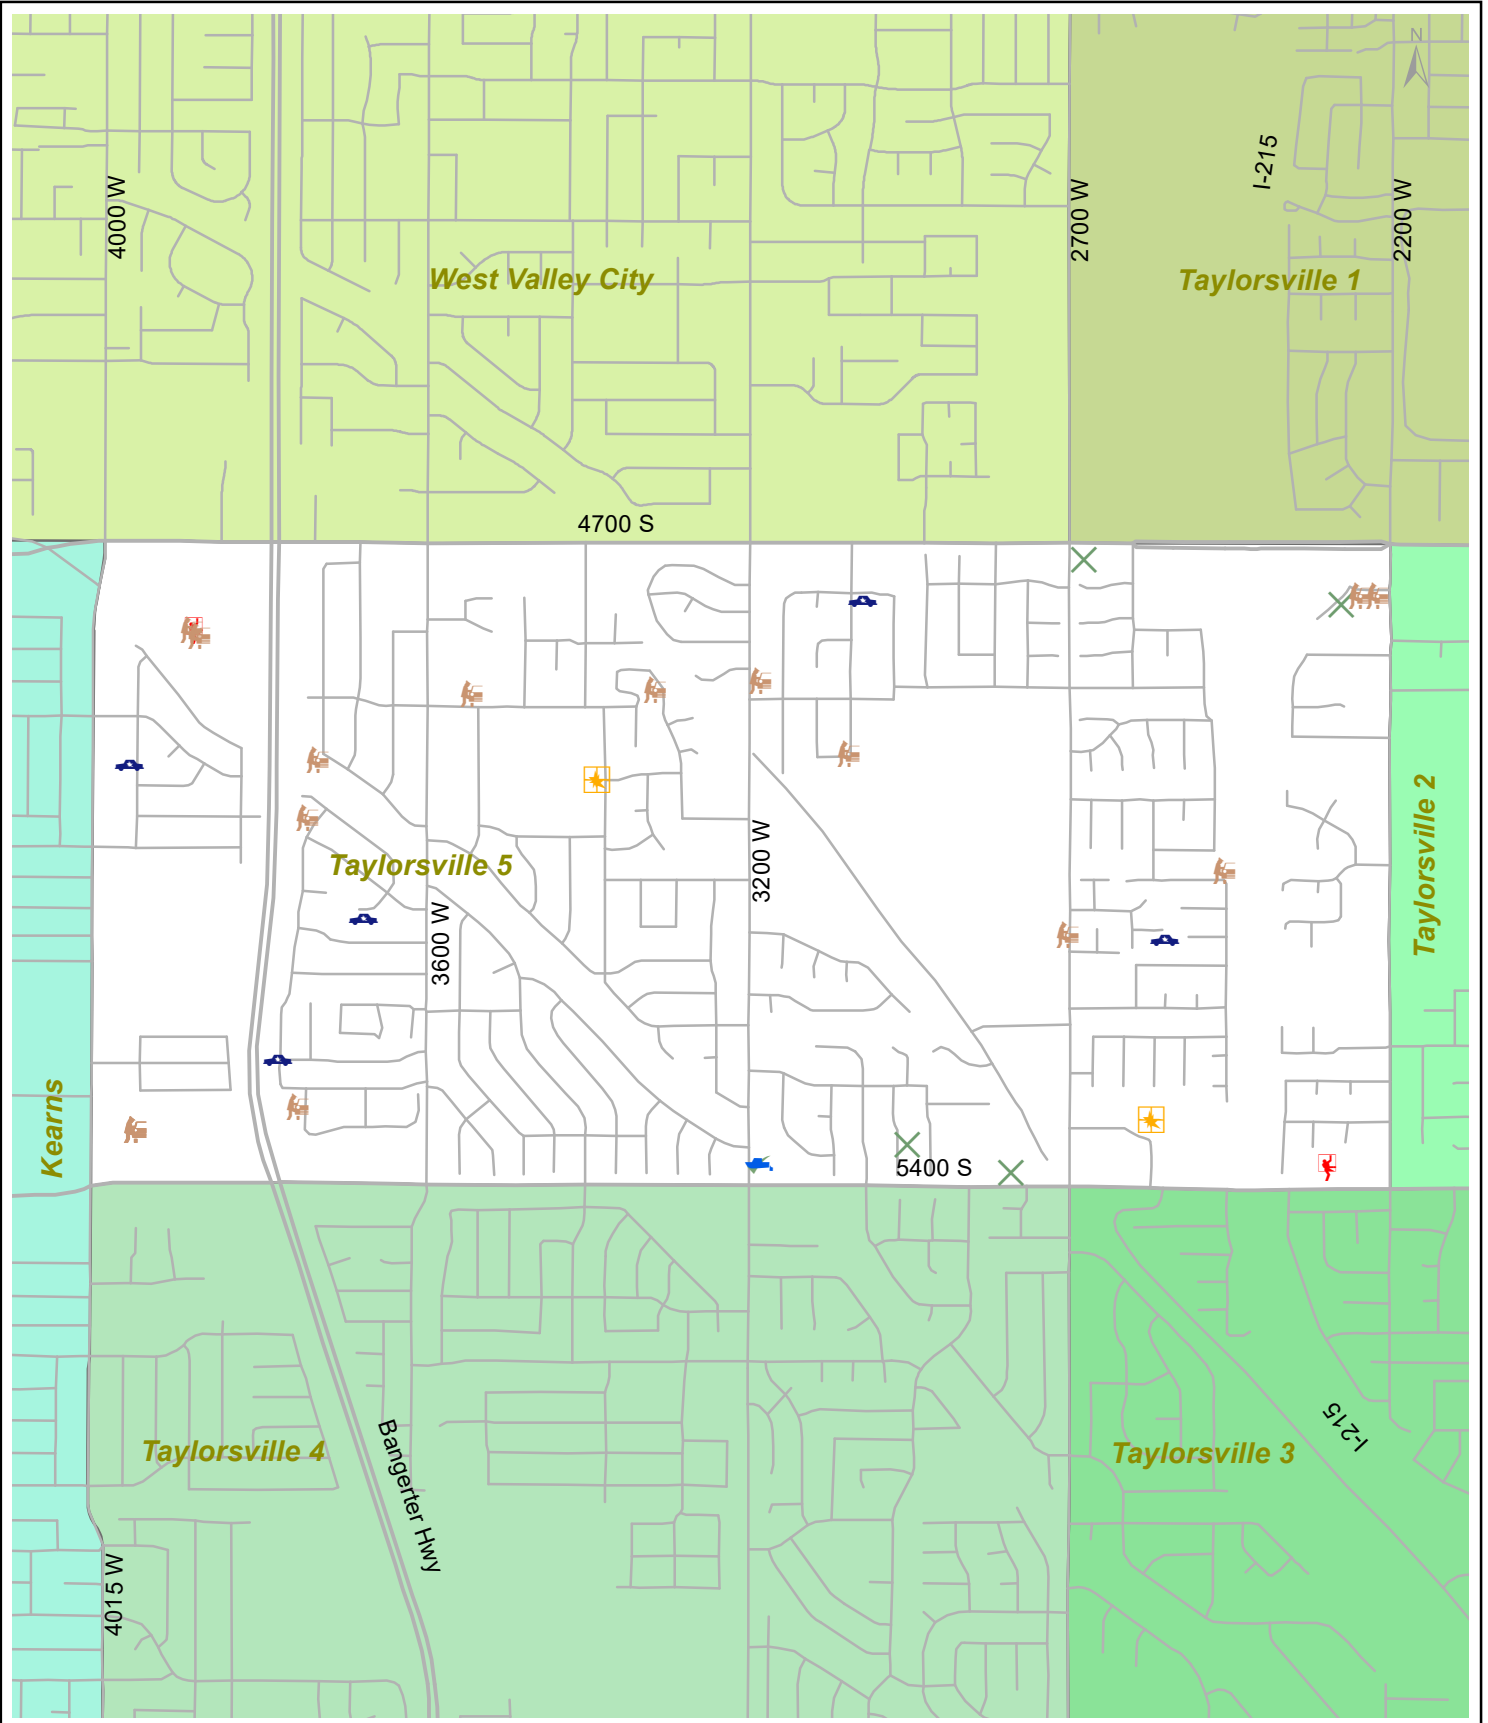 N
I-215
4000 W
2700 W
2200 W
West Valley City
Taylorsville 1
4700 S
Taylorsville 2
3200 W
Taylorsville 5
3600 W
Kearns
5400 S
I-215
Taylorsville 4
Bangerter Hwy
Taylorsville 3
4015 W